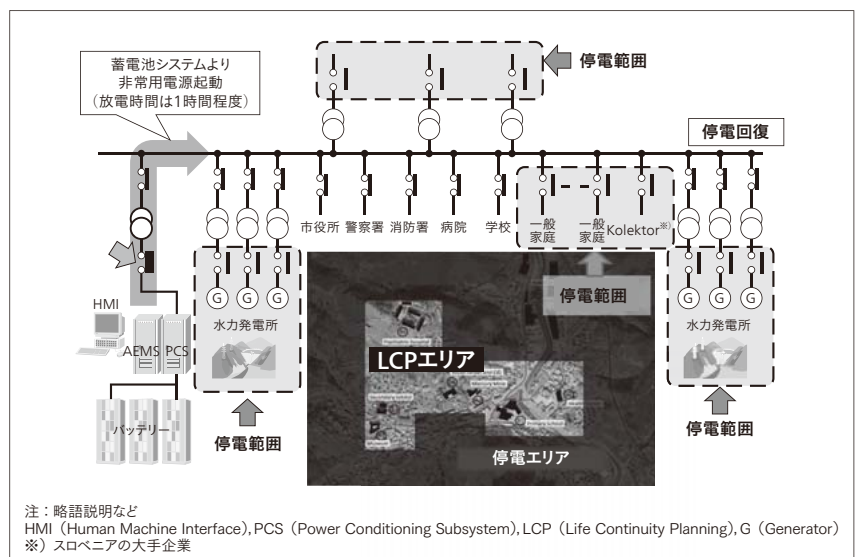 蓄電池システムより
非常用電源起動
（放電時間は1時間程度）
停電範囲
停電回復
市役所 警察署 消防署 病院 学校 一般家庭 一般家庭 Kolektor※）
HMI
AEMS PCS
バッテリー
G G G
水力発電所
停電範囲
停電範囲
LCPエリア
停電エリア
G G G
水力発電所
停電範囲
注：略語説明など
HMI（Human Machine Interface），PCS（Power Conditioning Subsystem），LCP（Life Continuity Planning），G（Generator）
※）スロベニアの大手企業